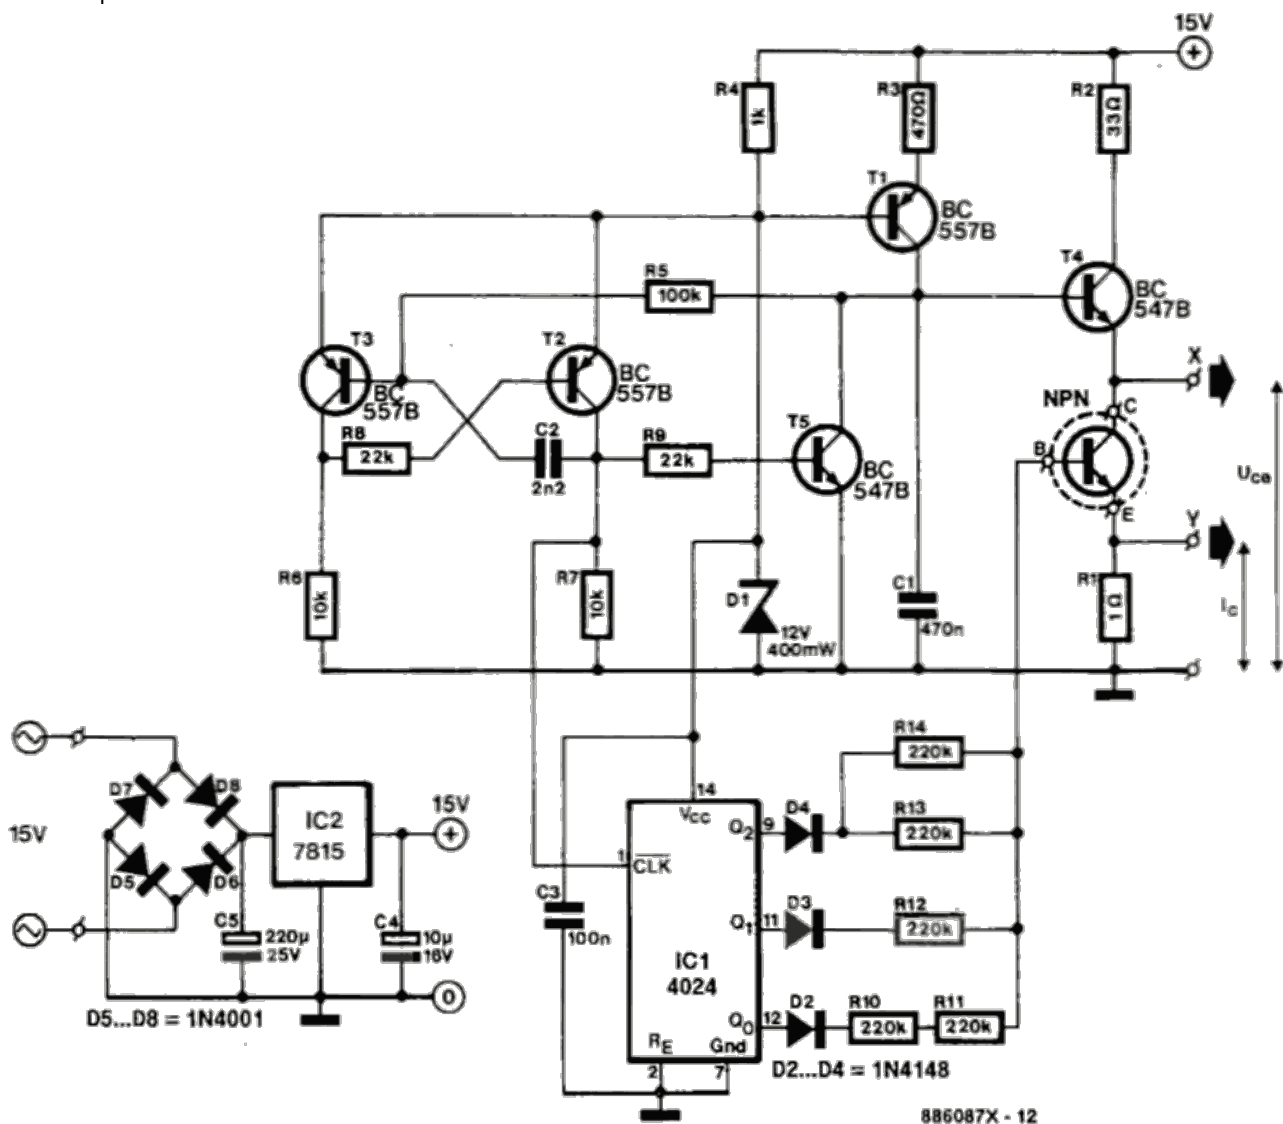 15V
+
R4
1k
R3
470Ω
R2
33Ω
T1
BC
557B
T4
BC
547B
R5
100k
T3
BC
557B
T2
BC
557B
X
NPN
C
B
E
Uce
R8
22k
C2
2n2
R9
22k
T5
BC
547B
Y
R6
10k
R7
10k
D1
12V
400mW
C1
470n
R1
1Ω
Ic
D7
D8
15V
D5
D6
IC2
7815
15V
+
C5
220µ
25V
C4
10µ
16V
0
D5...D8 = 1N4001
14
VCC
1
CLK
C3
100n
IC1
4024
Q2
9
D4
R14
220k
R13
220k
Q1
11
D3
R12
220k
Q0
12
D2
R10
220k
R11
220k
RE
2
Gnd
7
D2...D4 = 1N4148
886087X - 12